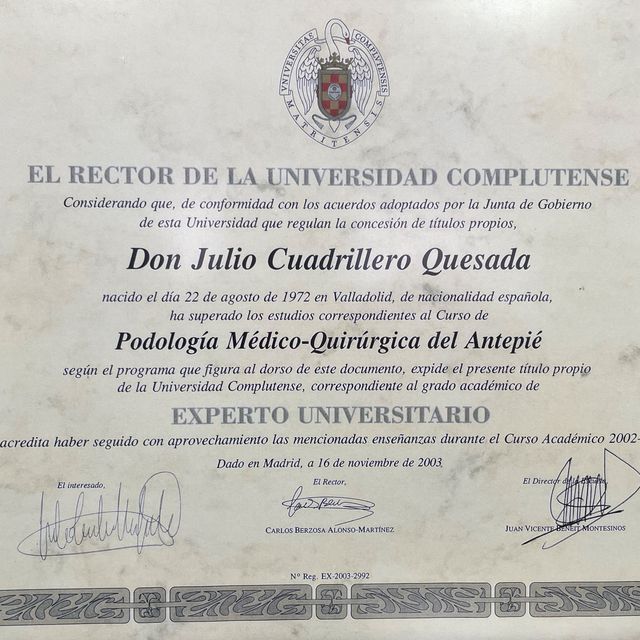 UNIVERSITAS COMPLUTENSIS
MATRITENSIS
EL RECTOR DE LA UNIVERSIDAD COMPLUTENSE
Considerando que, de conformidad con los acuerdos adoptados por la Junta de Gobierno
de esta Universidad que regulan la concesión de títulos propios,
Don Julio Cuadrillero Quesada
nacido el día 22 de agosto de 1972 en Valladolid, de nacionalidad española,
ha superado los estudios correspondientes al Curso de
Podología Médico-Quirúrgica del Antepié
según el programa que figura al dorso de este documento, expide el presente título propio
de la Universidad Complutense, correspondiente al grado académico de
EXPERTO UNIVERSITARIO
acredita haber seguido con aprovechamiento las mencionadas enseñanzas durante el Curso Académico 2002-
Dado en Madrid, a 16 de noviembre de 2003.
El interesado, El Rector, El Director de la
CARLOS BERZOSA ALONSO-MARTÍNEZ JUAN VICENTE BENEIT MONTESINOS
Nº Reg. EX-2003-2992